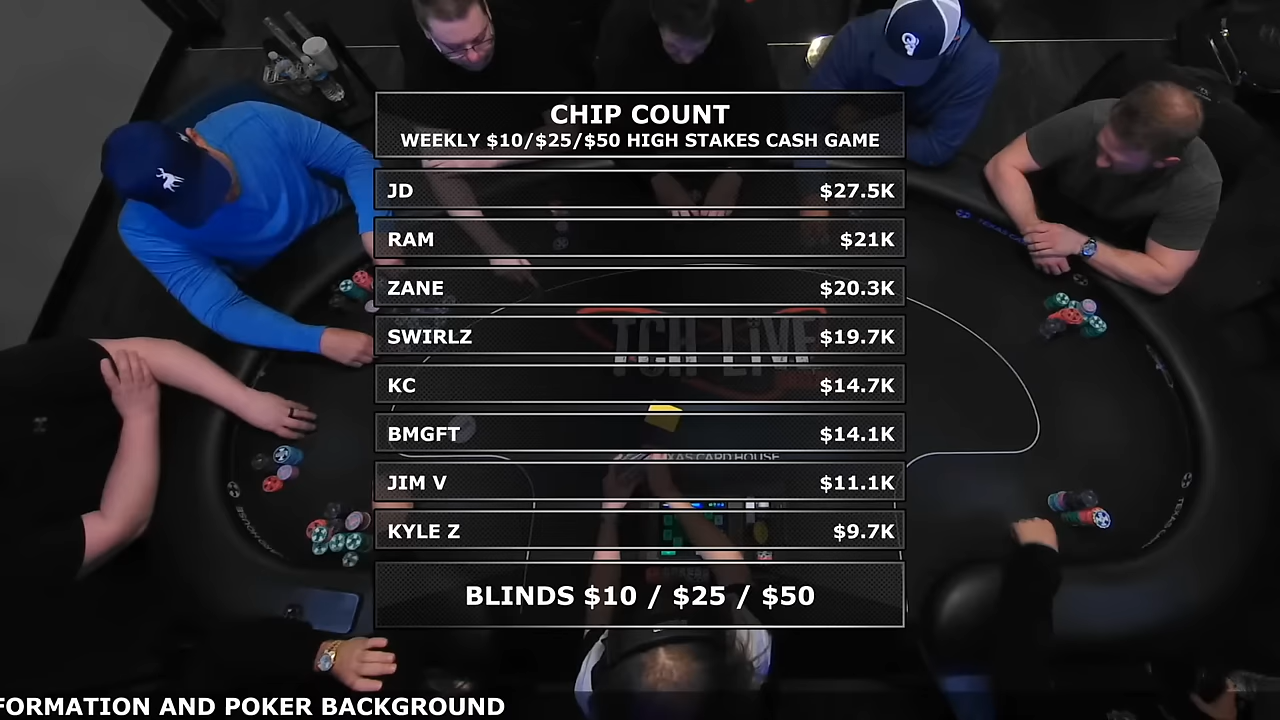 CHIP COUNT
WEEKLY $10/$25/$50 HIGH STAKES CASH GAME
JD $27.5K
RAM $21K
ZANE $20.3K
SWIRLZ $19.7K
TCH LIVE
KC $14.7K
BMGFT $14.1K
JIM V $11.1K
KYLE Z $9.7K
BLINDS $10 / $25 / $50
FORMATION AND POKER BACKGROUND